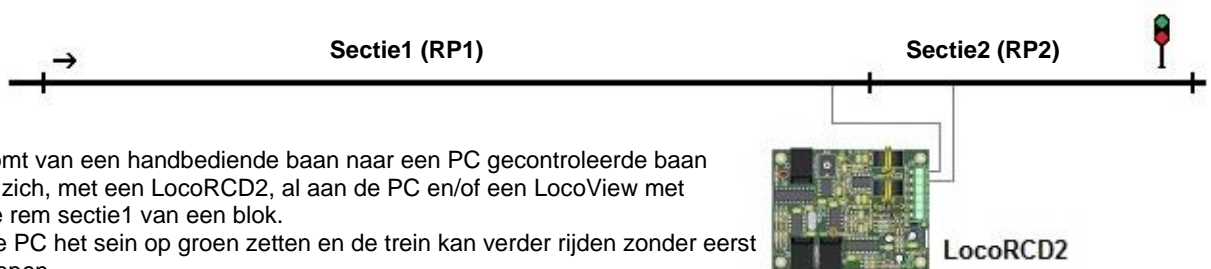 Sectie1 (RP1) Sectie2 (RP2)
van een handbediende baan naar een PC gecontroleerde baan
zich, met een LocoRCD2, al aan de PC en/of een LocoView met
rem sectie1 van een blok.
PC het sein op groen zetten en de trein kan verder rijden zonder eerst
LocoRCD2